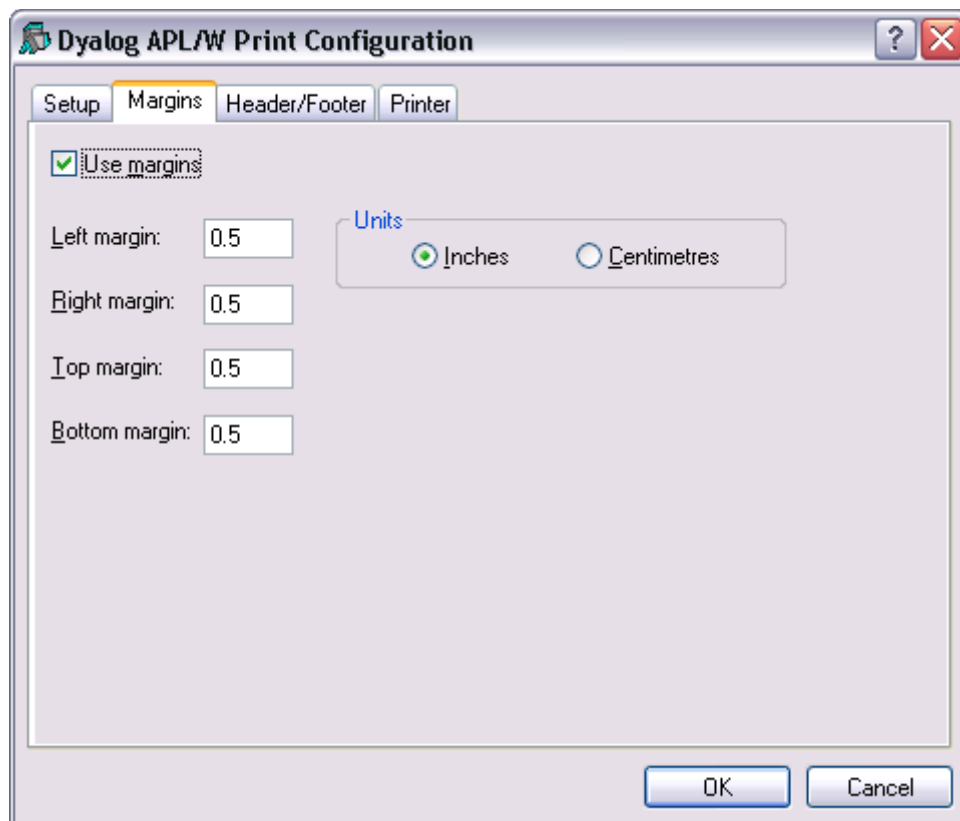 Dyalog APL/W Print Configuration
?
Setup Margins Header/Footer Printer
Use margins
Left margin: 0.5
Units
Inches Centimetres
Right margin: 0.5
Top margin: 0.5
Bottom margin: 0.5
OK Cancel